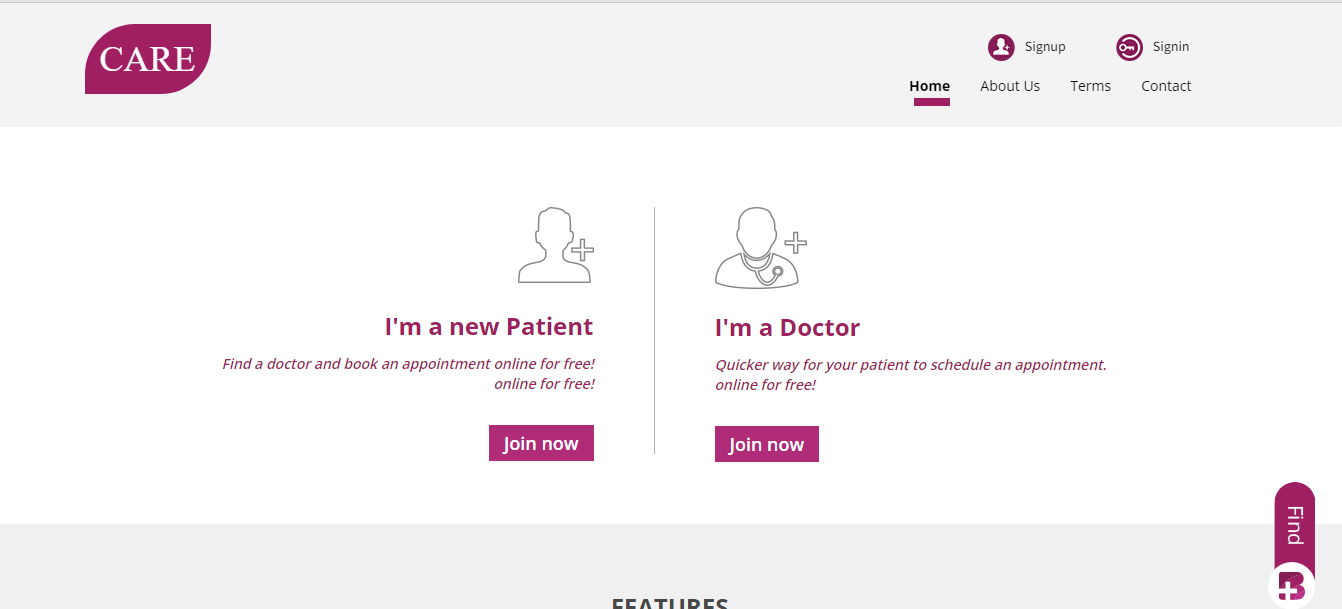 CARE
Signup
Signin
Home
About Us
Terms
Contact
I'm a new Patient
Find a doctor and book an appointment online for free!
online for free!
Join now
I'm a Doctor
Quicker way for your patient to schedule an appointment.
online for free!
Join now
Find
B
FEATURES